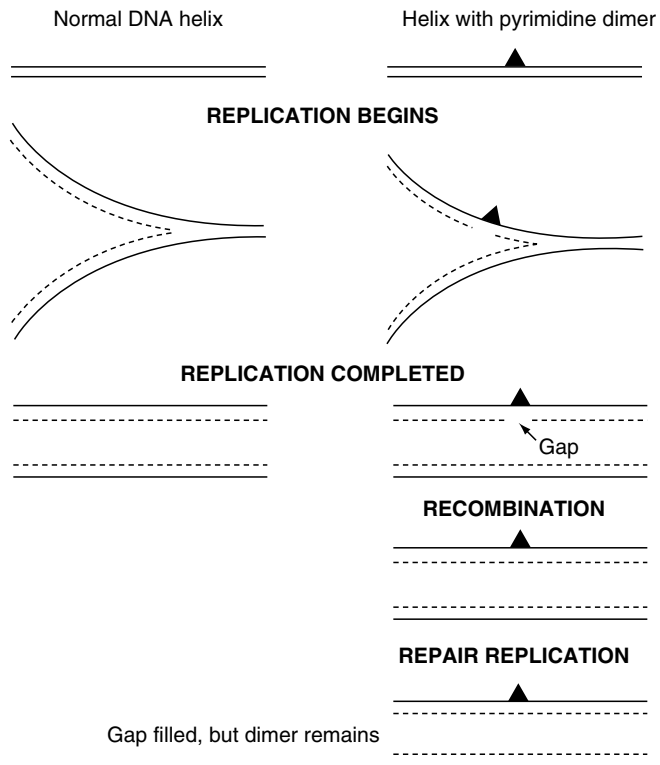 Normal DNA helix
Helix with pyrimidine dimer
REPLICATION BEGINS
REPLICATION COMPLETED
Gap
RECOMBINATION
REPAIR REPLICATION
Gap filled, but dimer remains